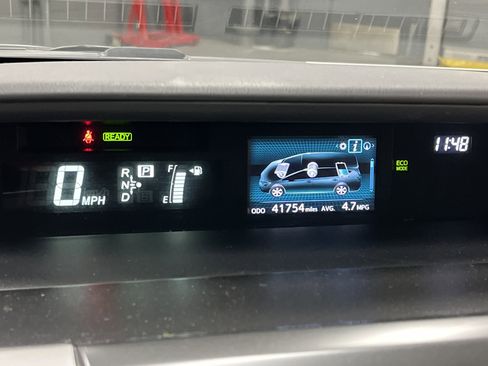 READY
11:48
0 MPH
R
N
D
P
F
E
i
ECO
MODE
ODO 41754 miles AVG. 4.7 MPG